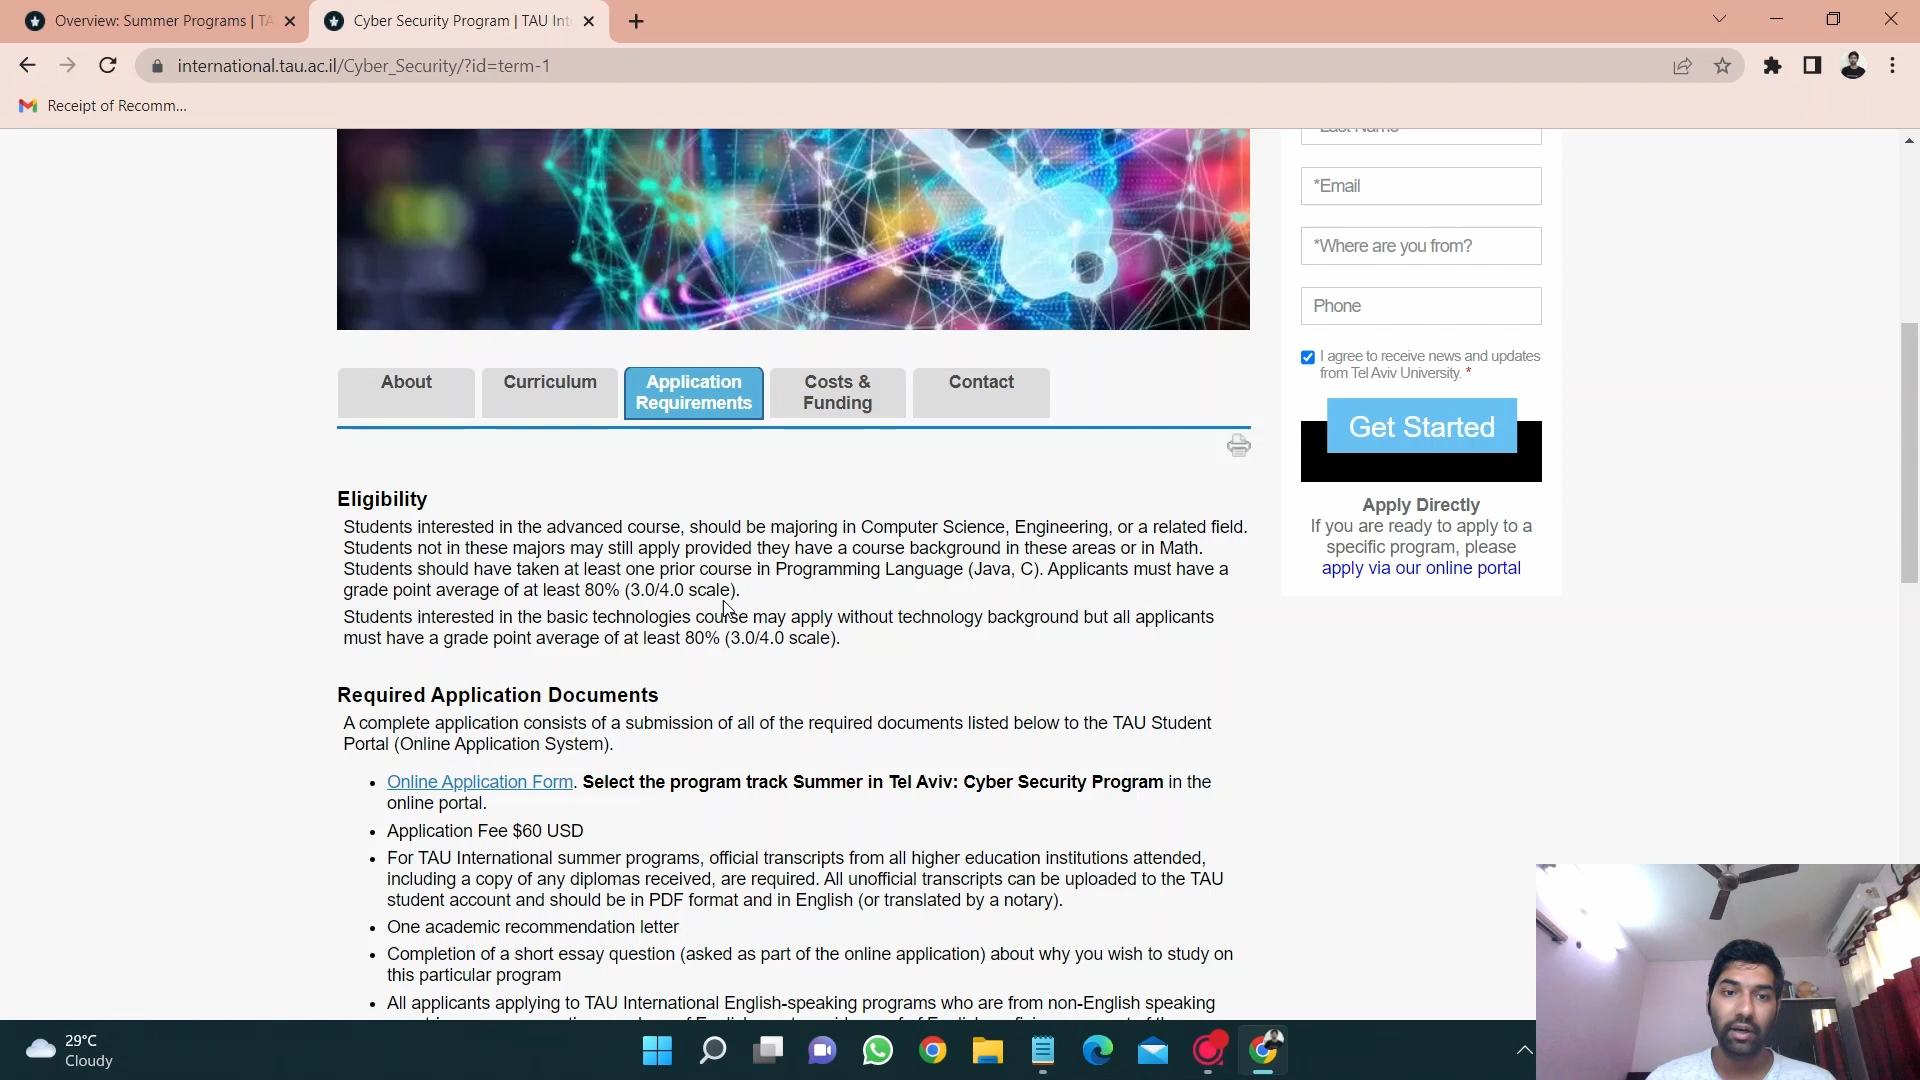 Overview: Summer Programs | TA
Cyber Security Program | TAU Int
international.tau.ac.il/Cyber_Security/?id=term-1
Receipt of Recomm...
*Email
*Where are you from?
Phone
I agree to receive news and updates
from Tel Aviv University. *
Get Started
Apply Directly
If you are ready to apply to a
specific program, please
apply via our online portal
About
Curriculum
Application
Requirements
Costs &
Funding
Contact
Eligibility
Students interested in the advanced course, should be majoring in Computer Science, Engineering, or a related field.
Students not in these majors may still apply provided they have a course background in these areas or in Math.
Students should have taken at least one prior course in Programming Language (Java, C). Applicants must have a
grade point average of at least 80% (3.0/4.0 scale).
Students interested in the basic technologies course may apply without technology background but all applicants
must have a grade point average of at least 80% (3.0/4.0 scale).
Required Application Documents
A complete application consists of a submission of all of the required documents listed below to the TAU Student
Portal (Online Application System).
• Online Application Form. Select the program track Summer in Tel Aviv: Cyber Security Program in the
online portal.
• Application Fee $60 USD
• For TAU International summer programs, official transcripts from all higher education institutions attended,
including a copy of any diplomas received, are required. All unofficial transcripts can be uploaded to the TAU
student account and should be in PDF format and in English (or translated by a notary).
• One academic recommendation letter
• Completion of a short essay question (asked as part of the online application) about why you wish to study on
this particular program
• All applicants applying to TAU International English-speaking programs who are from non-English speaking
29°C
Cloudy